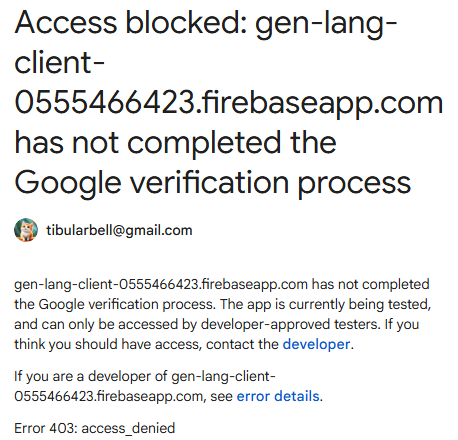 Access blocked: gen-lang-
client-
0555466423.firebaseapp.com
has not completed the
Google verification process
tibularbell@gmail.com
gen-lang-client-0555466423.firebaseapp.com has not completed
the Google verification process. The app is currently being tested,
and can only be accessed by developer-approved testers. If you
think you should have access, contact the developer.
If you are a developer of gen-lang-client-
0555466423.firebaseapp.com, see error details.
Error 403: access_denied